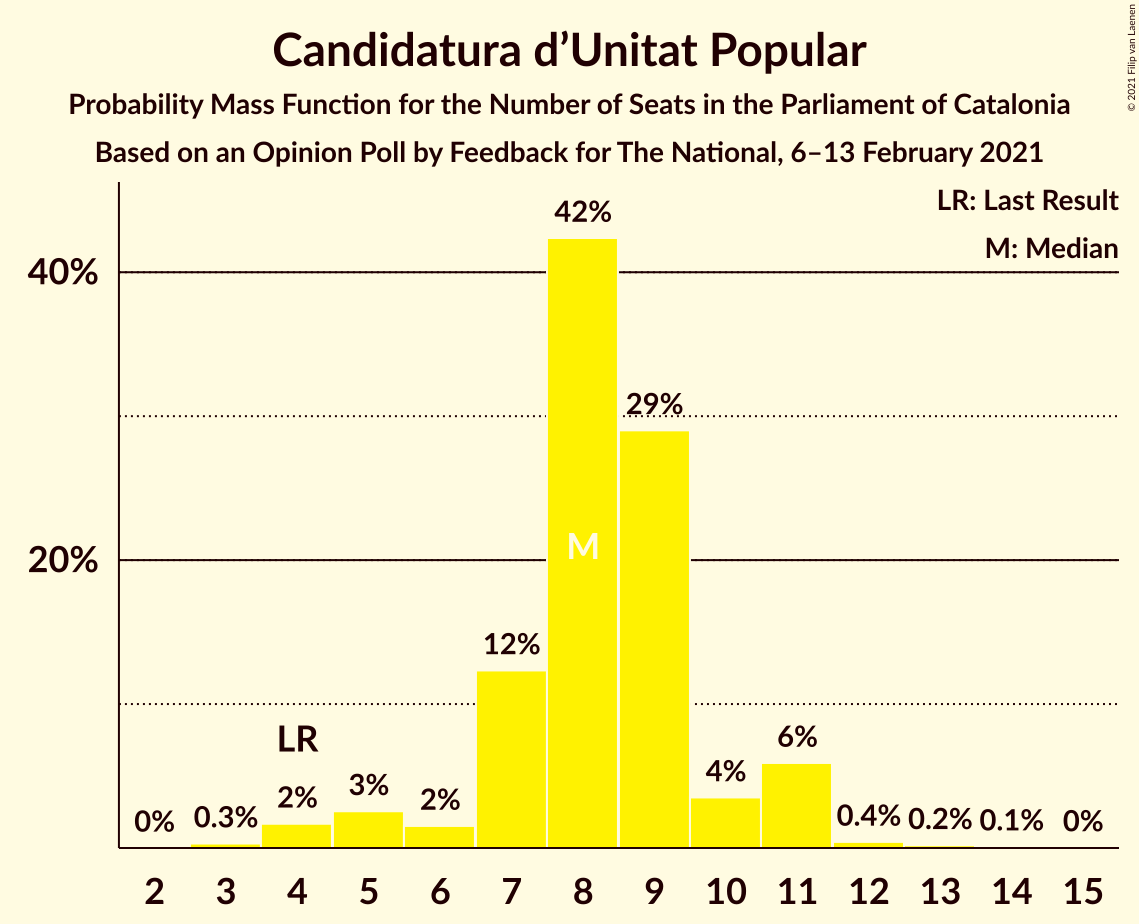 Candidatura d’Unitat Popular
Probability Mass Function for the Number of Seats in the Parliament of Catalonia
Based on an Opinion Poll by Feedback for The National, 6–13 February 2021
© 2021 Filip van Laenen
LR: Last Result
M: Median
40%
20%
0%
0.3%
LR
2%
3%
2%
12%
42%
M
29%
4%
6%
0.4%
0.2%
0.1%
0%
2 3 4 5 6 7 8 9 10 11 12 13 14 15